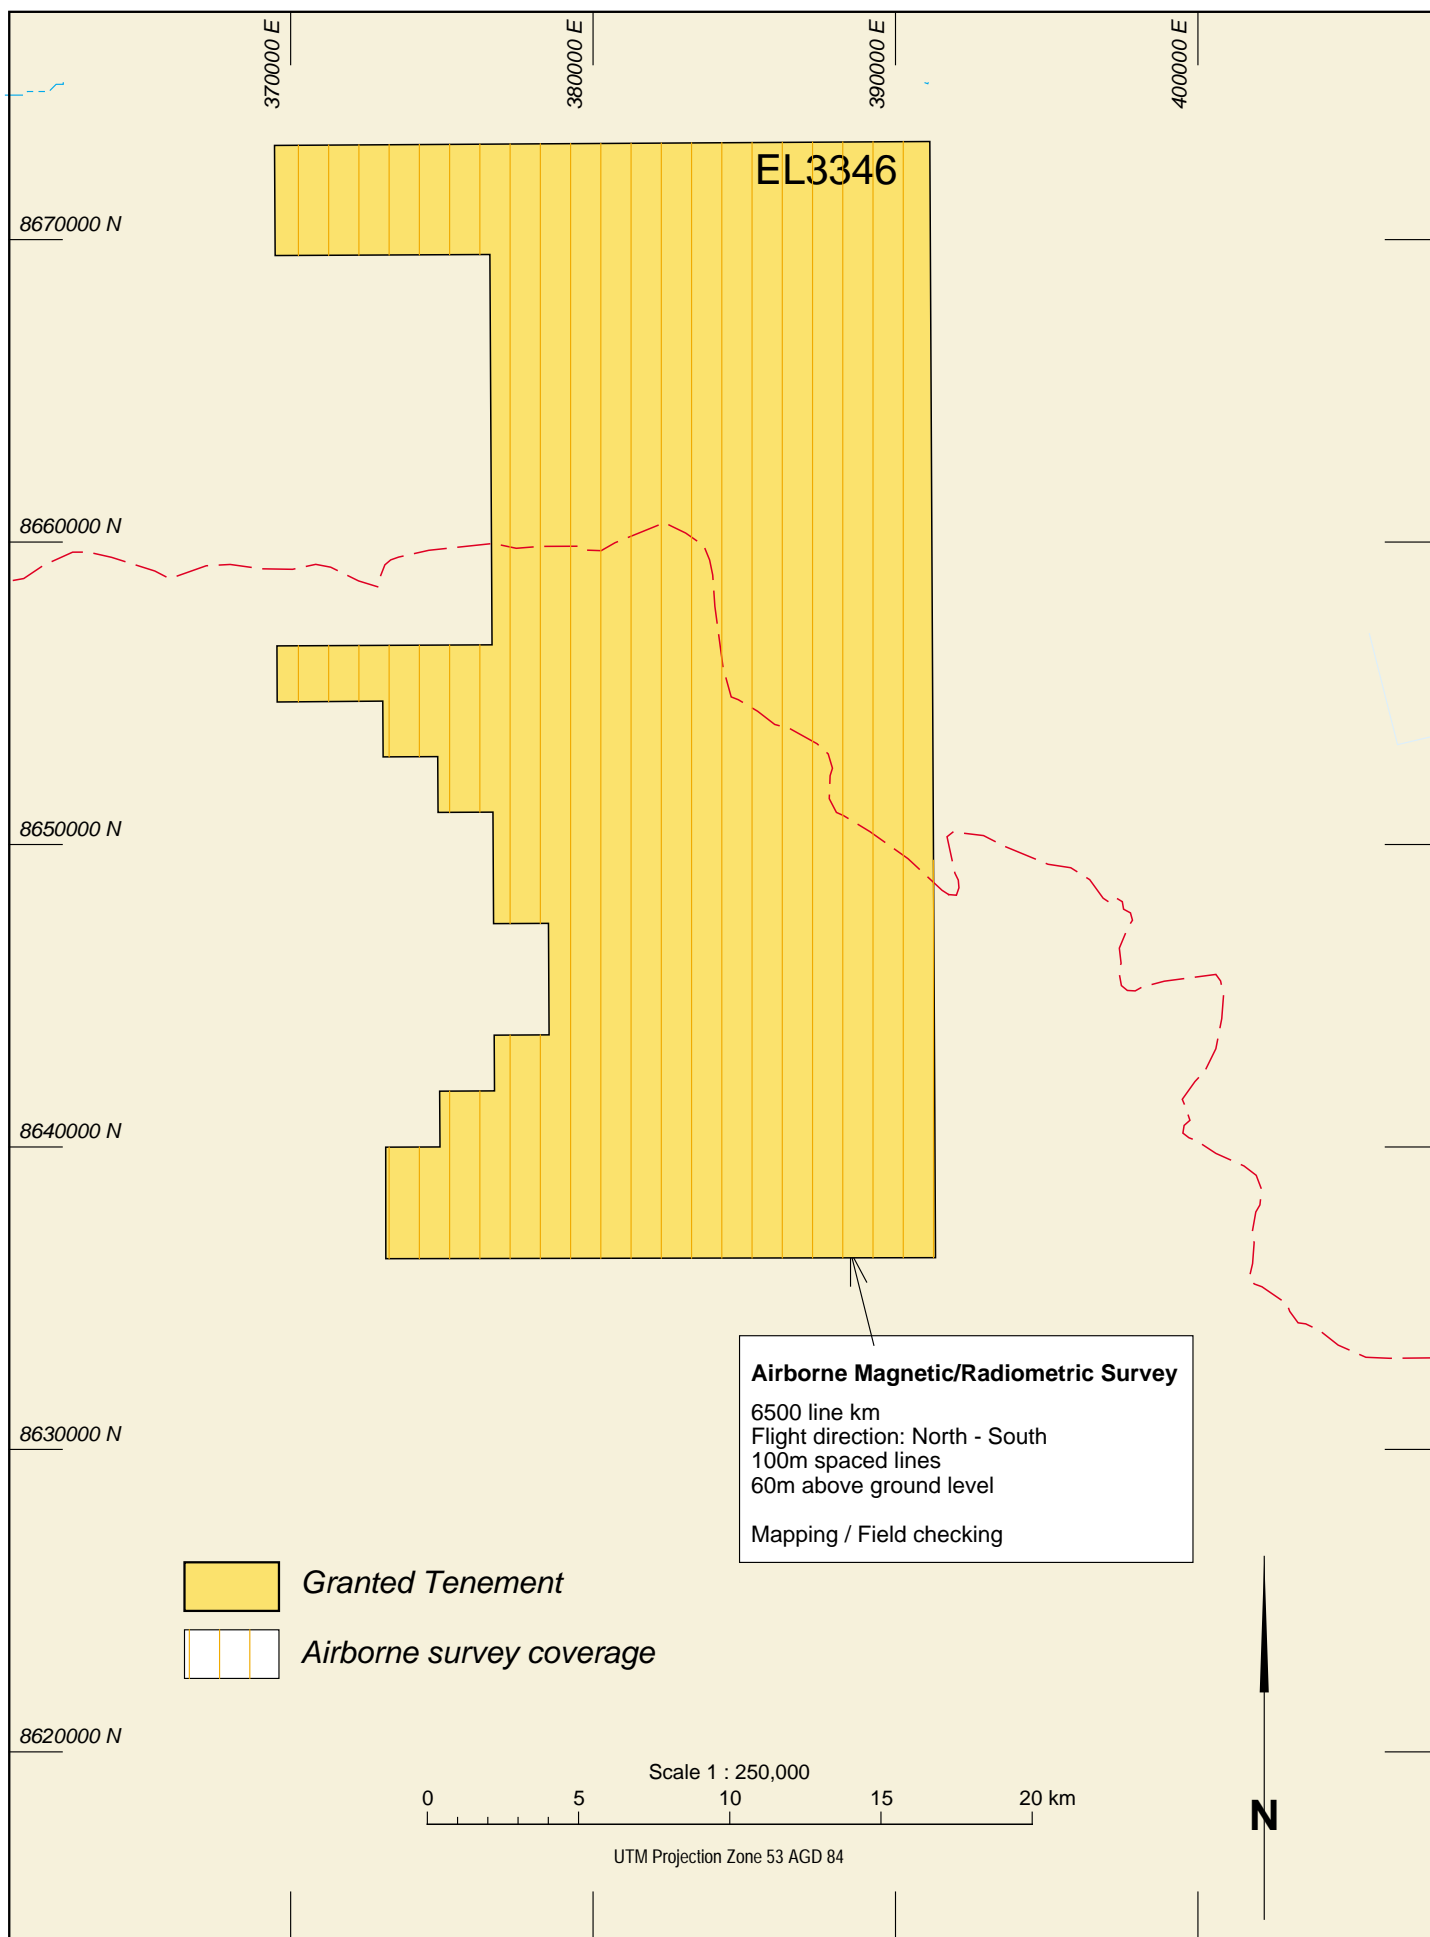 370000 E
380000 E
390000 E
400000 E
EL3346
8670000 N
8660000 N
8650000 N
8640000 N
Airborne Magnetic/Radiometric Survey
6500 line km
Flight direction: North - South
100m spaced lines
60m above ground level
Mapping / Field checking
8630000 N
Granted Tenement
Airborne survey coverage
8620000 N
Scale 1 : 250,000
0 5 10 15 20 km
N
UTM Projection Zone 53 AGD 84